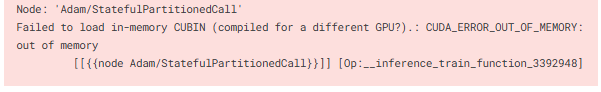 Node: 'Adam/StatefulPartitionedCall'
Failed to load in-memory CUBIN (compiled for a different GPU?).: CUDA_ERROR_OUT_OF_MEMORY:
out of memory
[[{{node Adam/StatefulPartitionedCall}}]] [Op:__inference_train_function_3392948]